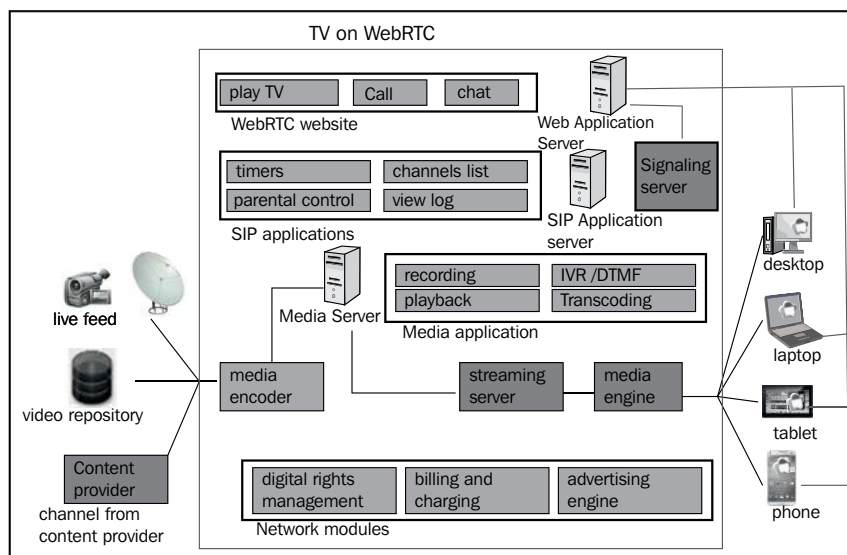 TV on WebRTC
play TV
Call
chat
WebRTC website
Web Application
Server
timers
channels list
parental control
view log
SIP applications
SIP Application
server
Signaling
server
desktop
live feed
Media Server
recording
IVR /DTMF
playback
Transcoding
Media application
laptop
video repository
media
encoder
streaming
server
media
engine
tablet
Content
provider
channel from
content provider
digital rights
management
billing and
charging
advertising
engine
Network modules
phone